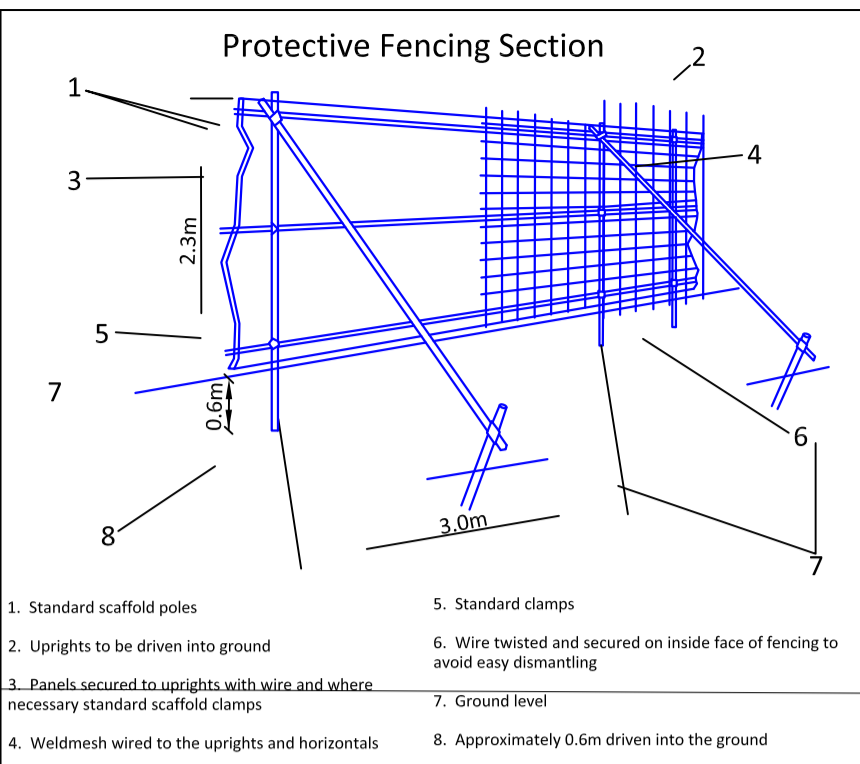 Protective Fencing Section
2
1
4
3
2.3m
5
7
0.6m
6
8
3.0m
7
1. Standard scaffold poles
2. Uprights to be driven into ground
3. Panels secured to uprights with wire and where
necessary standard scaffold clamps
4. Weldmesh wired to the uprights and horizontals
5. Standard clamps
6. Wire twisted and secured on inside face of fencing to
avoid easy dismantling
7. Ground level
8. Approximately 0.6m driven into the ground